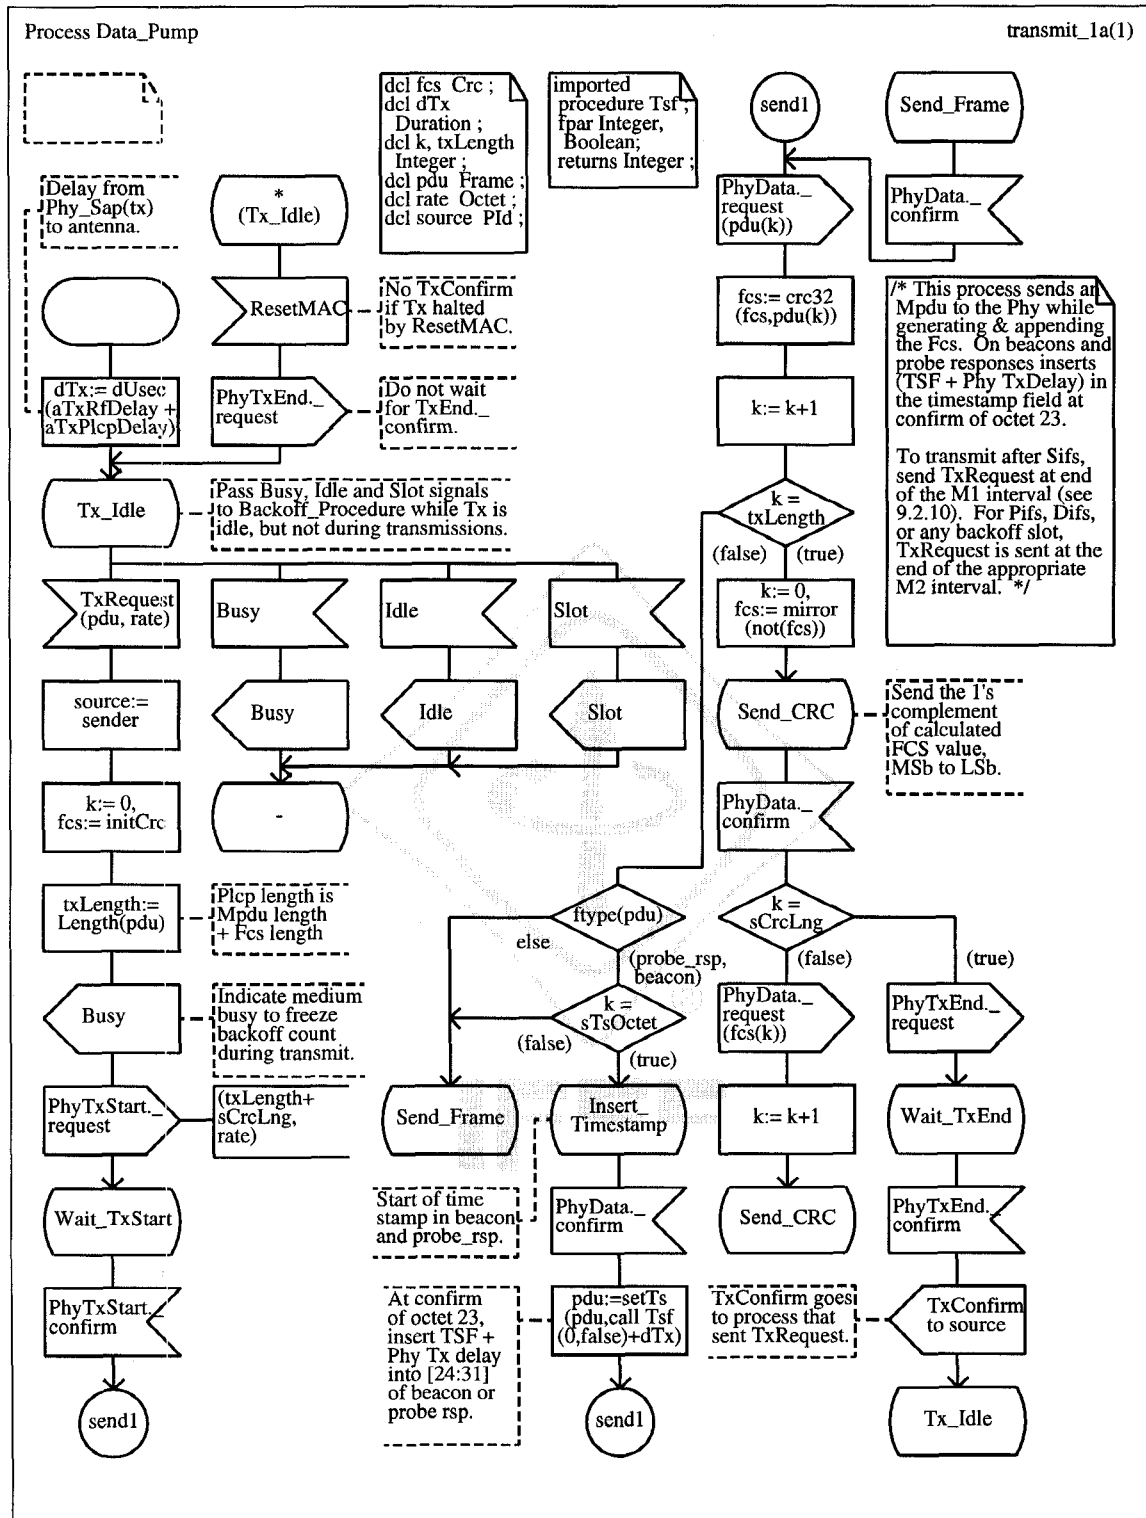 Process Data_Pump
transmit_1a(1)
dcl fcs Crc ;
dcl dTx
Duration ;
dcl k, txLength
Integer ;
dcl pdu Frame ;
dcl rate Octet ;
dcl source PId ;
imported
procedure Tsf ;
fpar Integer,
Boolean;
returns Integer ;
Delay from
Phy_Sap(tx)
to antenna.
*
(Tx_Idle)
ResetMAC
No TxConfirm
if Tx halted
by ResetMAC.
dTx:= dUsec
(aTxRfDelay +
aTxPlcpDelay)
PhyTxEnd._
request
Do not wait
for TxEnd._
confirm.
Tx_Idle
Pass Busy, Idle and Slot signals
to Backoff_Procedure while Tx is
idle, but not during transmissions.
TxRequest
(pdu, rate)
Busy
Idle
Slot
source:=
sender
Busy
Idle
Slot
k:= 0,
fcs:= initCrc
-
txLength:=
Length(pdu)
Plcp length is
Mpdu length
+ Fcs length
Busy
Indicate medium
busy to freeze
backoff count
during transmit.
PhyTxStart._
request
(txLength+
sCrcLng,
rate)
Wait_TxStart
PhyTxStart._
confirm
send1
send1
Send_Frame
PhyData._
request
(pdu(k))
PhyData._
confirm
fcs:= crc32
(fcs,pdu(k))
k:= k+1
/* This process sends an
Mpdu to the Phy while
generating & appending
the Fcs. On beacons and
probe responses inserts
(TSF + Phy TxDelay) in
the timestamp field at
confirm of octet 23.
To transmit after Sifs,
send TxRequest at end
of the M1 interval (see
9.2.10). For Pifs, Difs,
or any backoff slot,
TxRequest is sent at the
end of the appropriate
M2 interval. */
k =
txLength
(false)
(true)
k:= 0,
fcs:= mirror
(not(fcs))
Send_CRC
Send the 1's
complement
of calculated
FCS value,
MSb to LSb.
PhyData._
confirm
ftype(pdu)
else
(probe_rsp,
beacon)
k =
sTsOctet
(false)
(true)
Send_Frame
Insert_
Timestamp
Start of time
stamp in beacon
and probe_rsp.
PhyData._
confirm
At confirm
of octet 23,
insert TSF +
Phy Tx delay
into [24:31]
of beacon or
probe rsp.
pdu:=setTs
(pdu,call Tsf
(0,false)+dTx)
send1
k =
sCrcLng
(false)
(true)
PhyData._
request
(fcs(k))
k:= k+1
Send_CRC
PhyTxEnd._
request
Wait_TxEnd
PhyTxEnd._
confirm
TxConfirm goes
to process that
sent TxRequest.
TxConfirm
to source
Tx_Idle